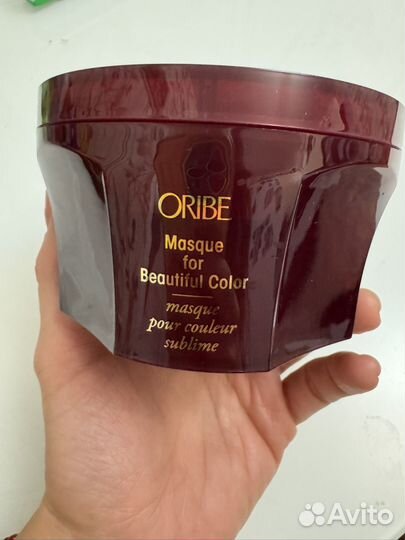 ORIBE
Masque
for
Beautiful Color
masque
pour couleur
sublime
Avito